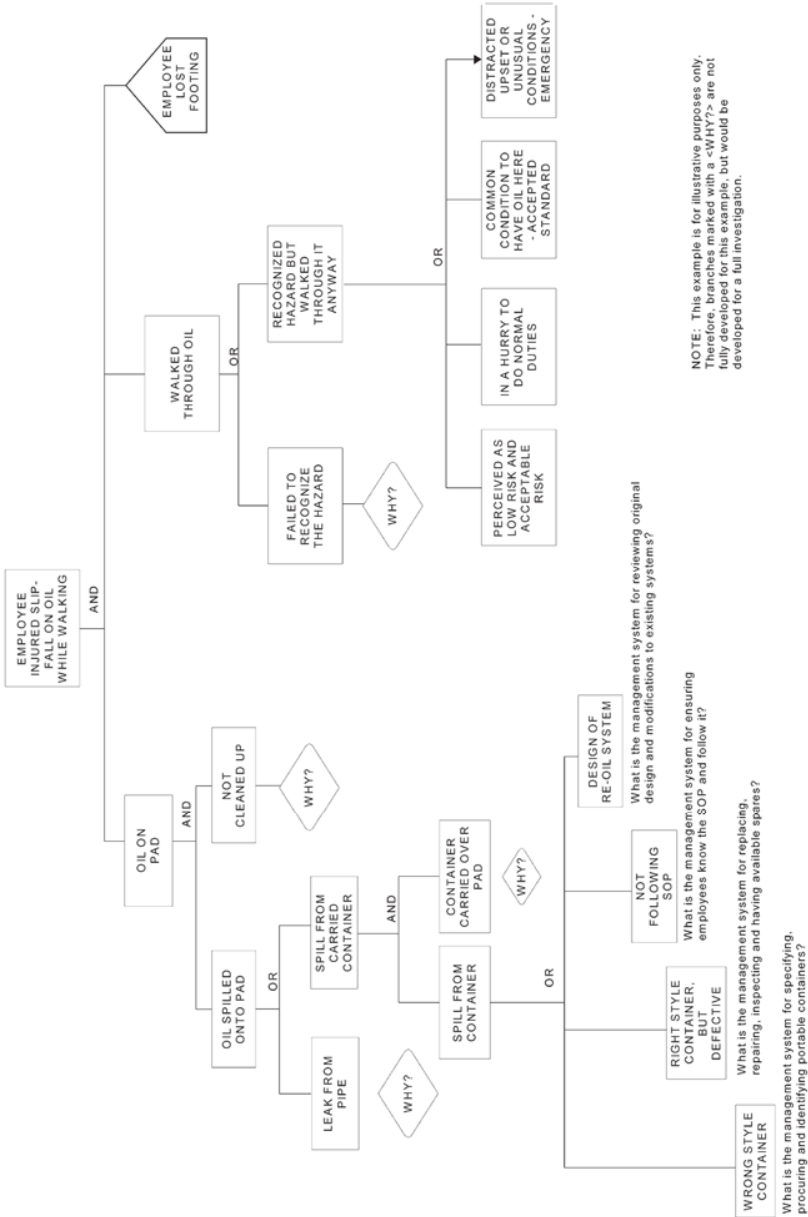 EMPLOYEE
INJURED SLIP-
FALL ON OIL
WHILE WALKING
AND
OIL ON
PAD
WALKED
THROUGH OIL
EMPLOYEE
LOST
FOOTING
AND
OR
OIL SPILLED
ONTO PAD
NOT
CLEANED UP
WHY?
FAILED TO
RECOGNIZE
THE HAZARD
WHY?
RECOGNIZED
HAZARD BUT
WALKED
THROUGH IT
ANYWAY
OR
LEAK FROM
PIPE
WHY?
SPILL FROM
CARRIED
CONTAINER
AND
OR
SPILL FROM
CONTAINER
CONTAINER
CARRIED OVER
PAD
WHY?
PERCEIVED AS
LOW RISK AND
ACCEPTABLE
RISK
IN A HURRY TO
DO NORMAL
DUTIES
COMMON
CONDITION TO
HAVE OIL HERE
- ACCEPTED
STANDARD
DISTRACTED
UPSET OR
UNUSUAL
CONDITIONS -
EMERGENCY
OR
WRONG STYLE
CONTAINER
What is the management system for specifying,
procuring and identifying portable containers?
RIGHT STYLE
CONTAINER,
BUT
DEFECTIVE
What is the management system for replacing,
repairing, inspecting and having available spares?
NOT
FOLLOWING
SOP
What is the management system for ensuring
employees know the SOP and follow it?
DESIGN OF
RE-OIL SYSTEM
What is the management system for reviewing original
design and modifications to existing systems?
NOTE: This example is for illustrative purposes only.
Therefore, branches marked with a <WHY?> are not
fully developed for this example, but would be
developed for a full investigation.